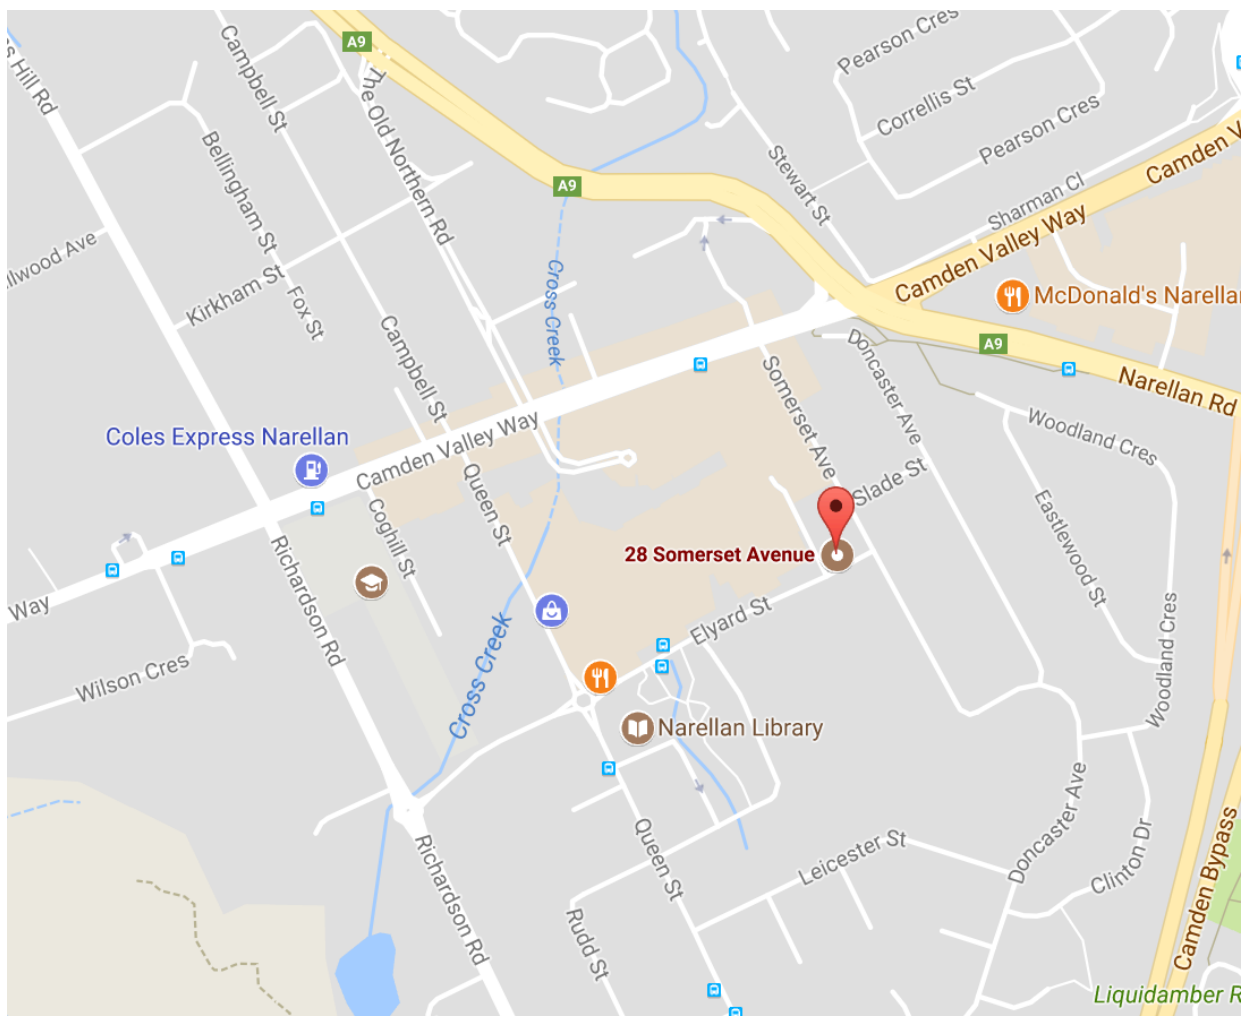 A9
Pearson Cres
Campbell St
ss Hill Rd
The Old Northern Rd
Correllis St
Pearson Cres
Camden V
Bellingham St
Stewart St
A9
Sharman Cl
Camden Valley Way
illwood Ave
Kirkham St
Fox St
Cross Creek
McDonald's Narellan
Campbell St
Somerset Ave
Doncaster Ave
A9
Narellan Rd
Woodland Cres
Coles Express Narellan
Camden Valley Way
Queen St
Slade St
Coghill St
Eastlewood St
28 Somerset Avenue
Richardson Rd
Way
Elyard St
Cross Creek
Wilson Cres
Woodland Cres
Narellan Library
Queen St
Doncaster Ave
Leicester St
Clinton Dr
Camden Bypass
Richardson Rd
Rudd St
Liquidamber R